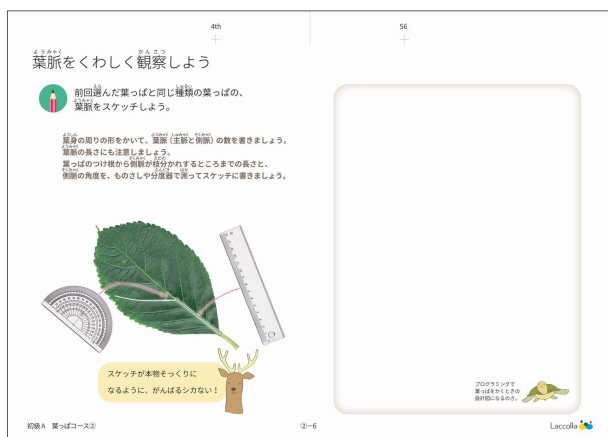 4th
S6
葉脈をくわしく観察しよう
前回選んだ葉っぱと同じ種類の葉っぱの、
葉脈をスケッチしよう。
葉身の周りの形をかいて、葉脈（主脈と側脈）の数を書きましょう。
葉脈の長さにも注意しましょう。
葉っぱのつけ根から側脈が枝分かれするところまでの長さと、
側脈の角度を、ものさしや分度器で測ってスケッチに書きましょう。
スケッチが本物そっくりに
なるように、がんばるシカない！
プログラミングで
葉っぱをかくときの
設計図になるのさ。
初級A 葉っぱコース②
②−6
Laccolla